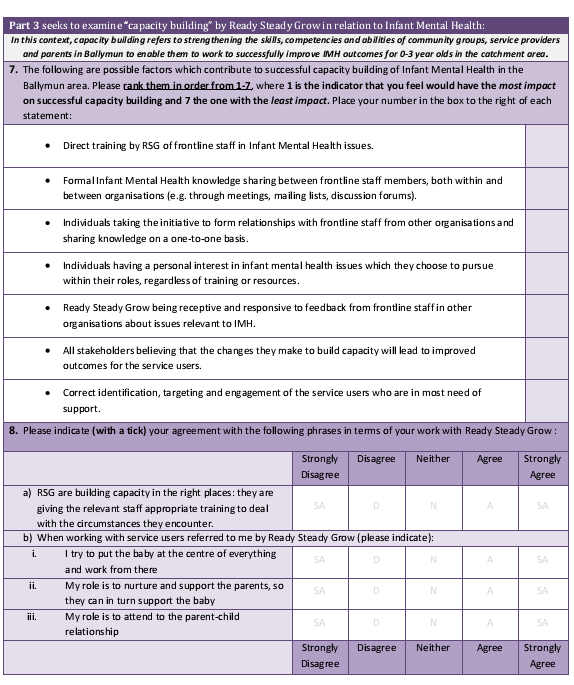 Part 3 seeks to examine "capacity building" by Ready Steady Grow in relation to Infant Mental Health:
In this context, capacity building refers to strengthening the skills, competencies and abilities of community groups, service providers
and parents in Ballymun to enable them to work to successfully improve IMH outcomes for 0-3 year olds in the catchment area.
7. The following are possible factors which contribute to successful capacity building of Infant Mental Health in the
Ballymun area. Please rank them in order from 1-7, where 1 is the indicator that you feel would have the most impact
on successful capacity building and 7 the one with the least impact. Place your number in the box to the right of each
statement:
• Direct training by RSG of frontline staff in Infant Mental Health issues.
• Formal Infant Mental Health knowledge sharing between frontline staff members, both within and
between organisations (e.g. through meetings, mailing lists, discussion forums).
• Individuals taking the initiative to form relationships with frontline staff from other organisations and
sharing knowledge on a one-to-one basis.
• Individuals having a personal interest in infant mental health issues which they choose to pursue
within their roles, regardless of training or resources.
• Ready Steady Grow being receptive and responsive to feedback from frontline staff in other
organisations about issues relevant to IMH.
• All stakeholders believing that the changes they make to build capacity will lead to improved
outcomes for the service users.
• Correct identification, targeting and engagement of the service users who are in most need of
support.
8. Please indicate (with a tick) your agreement with the following phrases in terms of your work with Ready Steady Grow :
Strongly Disagree Disagree Neither Agree Strongly Agree
a) RSG are building capacity in the right places: they are
giving the relevant staff appropriate training to deal
with the circumstances they encounter.
SA D N A SA
b) When working with service users referred to me by Ready Steady Grow (please indicate):
i. I try to put the baby at the centre of everything
and work from there
SA D N A SA
ii. My role is to nurture and support the parents, so
they can in turn support the baby
SA D N A SA
iii. My role is to attend to the parent-child
relationship
SA D N A SA
Strongly Disagree Disagree Neither Agree Strongly Agree